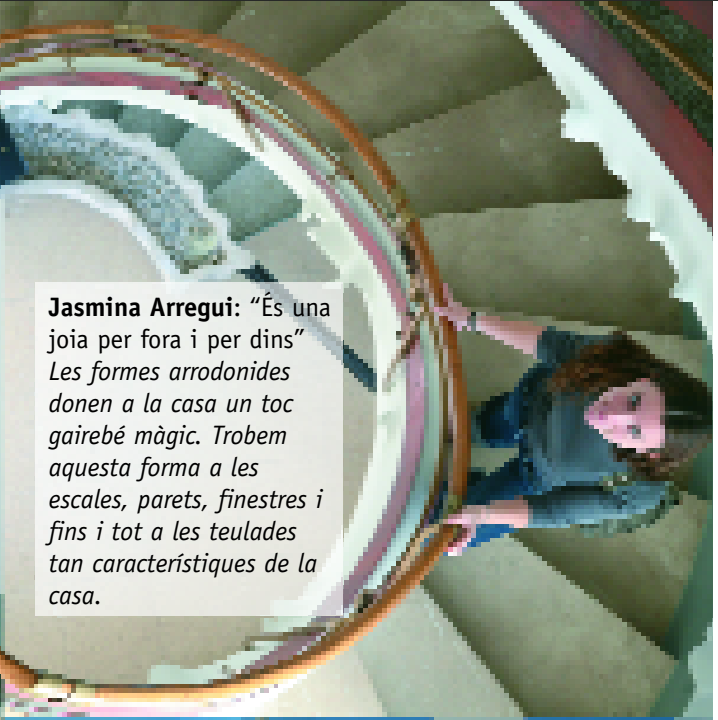 Jasmina Arregui: “És una
joia per fora i per dins”
Les formes arrodonides
donen a la casa un toc
gairebé màgic. Trobem
aquesta forma a les
escales, parets, finestres i
fins i tot a les teulades
tan característiques de la
casa.